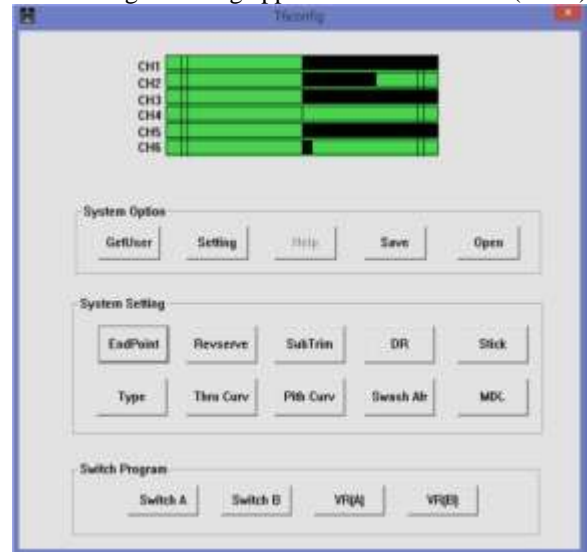 T6config
CH1
CH2
CH3
CH4
CH5
CH6
System Option
GetUser Setting Help Save Open
System Setting
EndPoint Revserve SubTrim DR Stick
Type Thro Curv Pith Curv Swash Afr MDC
Switch Program
Switch A Switch B VR(A) VR(B)